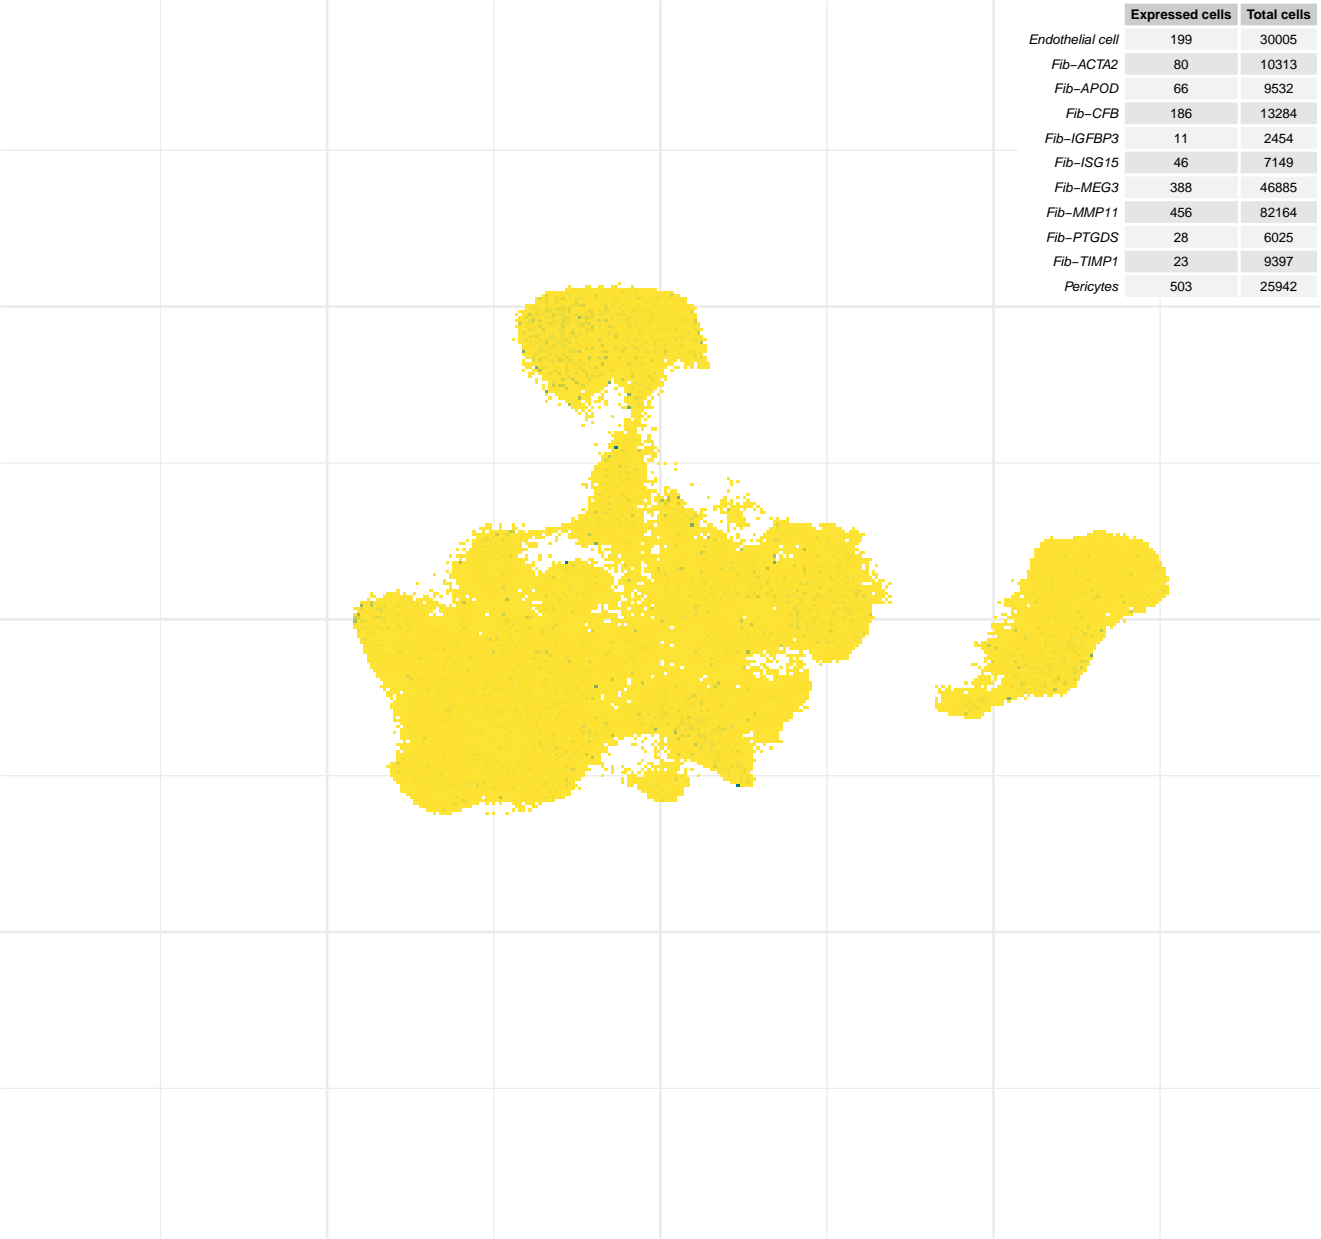 Expressed cells Total cells
Endothelial cell 199 30005
Fib−ACTA2 80 10313
Fib−APOD 66 9532
Fib−CFB 186 13284
Fib−IGFBP3 11 2454
Fib−ISG15 46 7149
Fib−MEG3 388 46885
Fib−MMP11 456 82164
Fib−PTGDS 28 6025
Fib−TIMP1 23 9397
Pericytes 503 25942